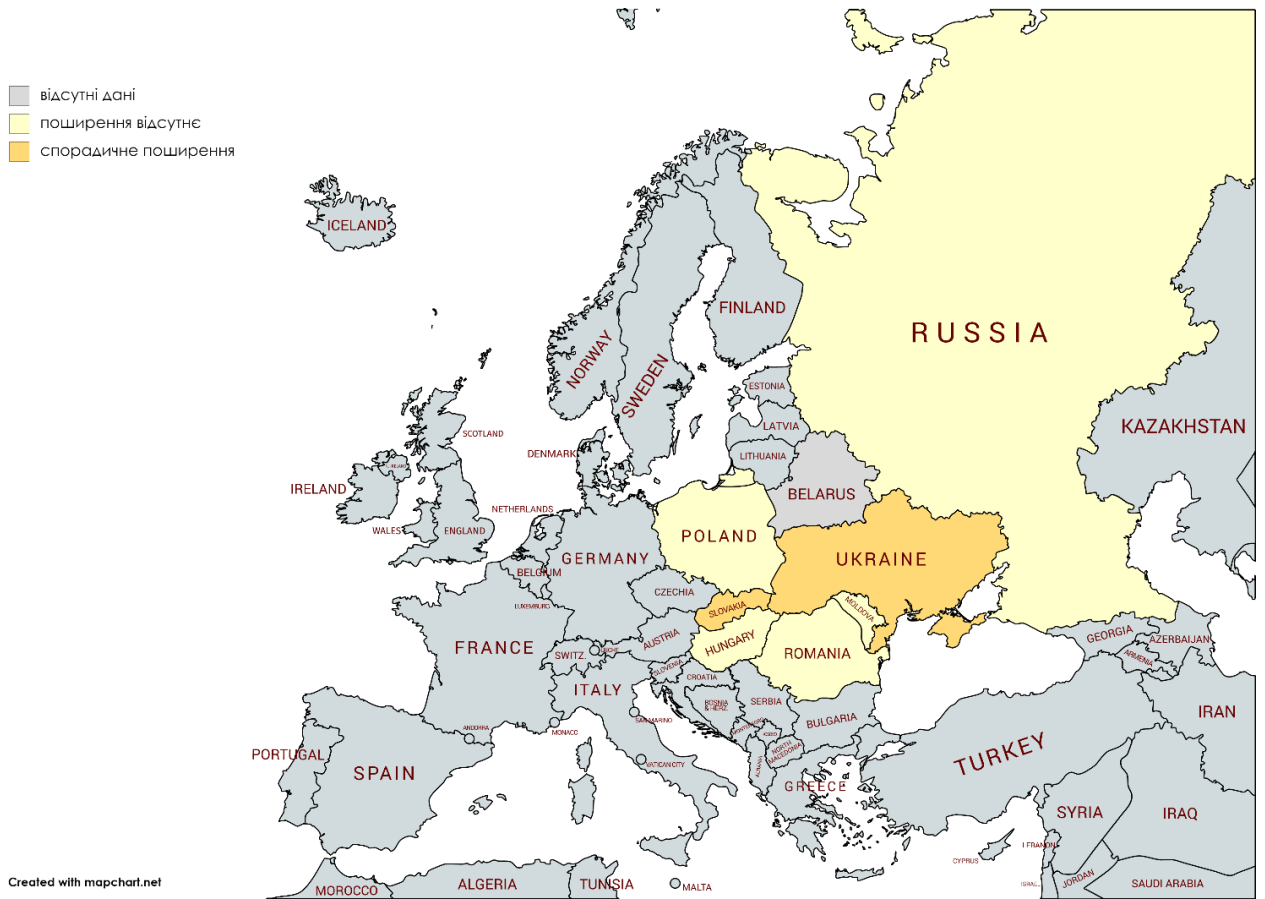 відсутні дані
поширення відсутнє
спорадичне поширення
ICELAND
NORWAY
SWEDEN
FINLAND
RUSSIA
ESTONIA
LATVIA
LITHUANIA
KAZAKHSTAN
SCOTLAND
DENMARK
IRELAND
BELARUS
NETHERLANDS
WALES
ENGLAND
POLAND
GERMANY
UKRAINE
BELGIUM
CZECHIA
LUXEMBURG
SLOVAKIA
MOLDOVA
FRANCE
AUSTRIA
HUNGARY
GEORGIA
AZERBAIJAN
SWITZ.
ROMANIA
ARMENIA
SLOVENIA
CROATIA
ITALY
BOSNIA
& HERZ.
SERBIA
IRAN
SAN MARINO
BULGARIA
ANDORRA
MONACO
MONTENEGRO
NORTH
MACEDONIA
PORTUGAL
SPAIN
VATICAN CITY
ALBANIA
TURKEY
GREECE
SYRIA
IRAQ
LEBANON
CYPRUS
Created with mapchart.net
MOROCCO
ALGERIA
TUNISIA
MALTA
JORDAN
SAUDI ARABIA